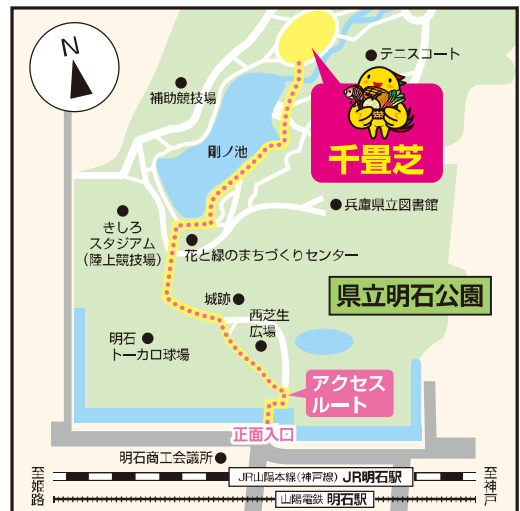 N
テニスコート
補助競技場
千畳芝
剛ノ池
兵庫県立図書館
きしろ
スタジアム
(陸上競技場)
花と緑のまちづくりセンター
県立明石公園
城跡
西芝生
広場
明石
トーカロ球場
アクセス
ルート
正面入口
明石商工会議所
至姫路
JR山陽本線(神戸線) JR明石駅
至神戸
山陽電鉄 明石駅